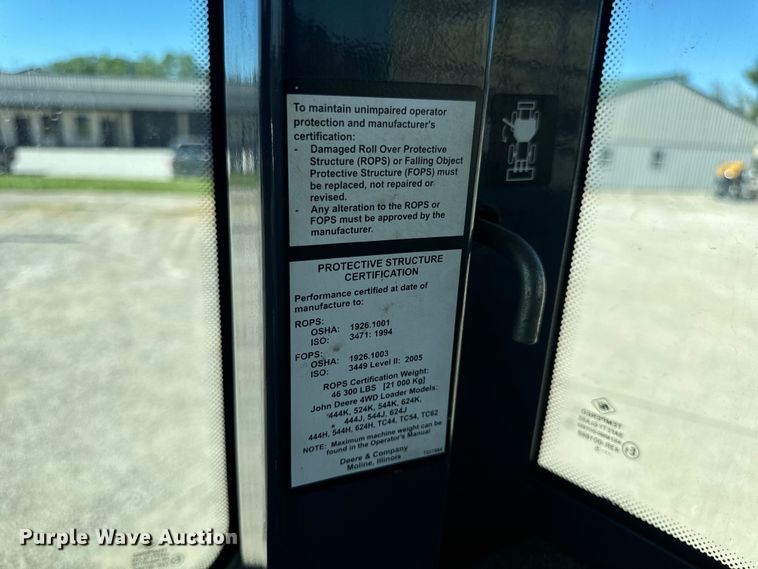 To maintain unimpaired operator
protection and manufacturer's
certification:
- Damaged Roll Over Protective
Structure (ROPS) or Falling Object
Protective Structure (FOPS) must
be replaced, not repaired or
revised.
- Any alteration to the ROPS or
FOPS must be approved by the
manufacturer.
PROTECTIVE STRUCTURE
CERTIFICATION
Performance certified at date of
manufacture to:
ROPS:
OSHA: 1926.1001
ISO: 3471: 1994
FOPS:
OSHA: 1926.1003
ISO: 3449 Level II: 2005
ROPS Certification Weight:
46 300 LBS [21 000 Kg]
John Deere 4WD Loader Models:
444K, 524K, 544K, 624K,
444J, 544J, 624J
444H, 544H, 624H, TC44, TC54, TC62
NOTE: Maximum machine weight can be
found in the Operator's Manual
Deere & Company
Moline, Illinois
TEMPERED
SAFETY GLASS
Purple Wave Auction